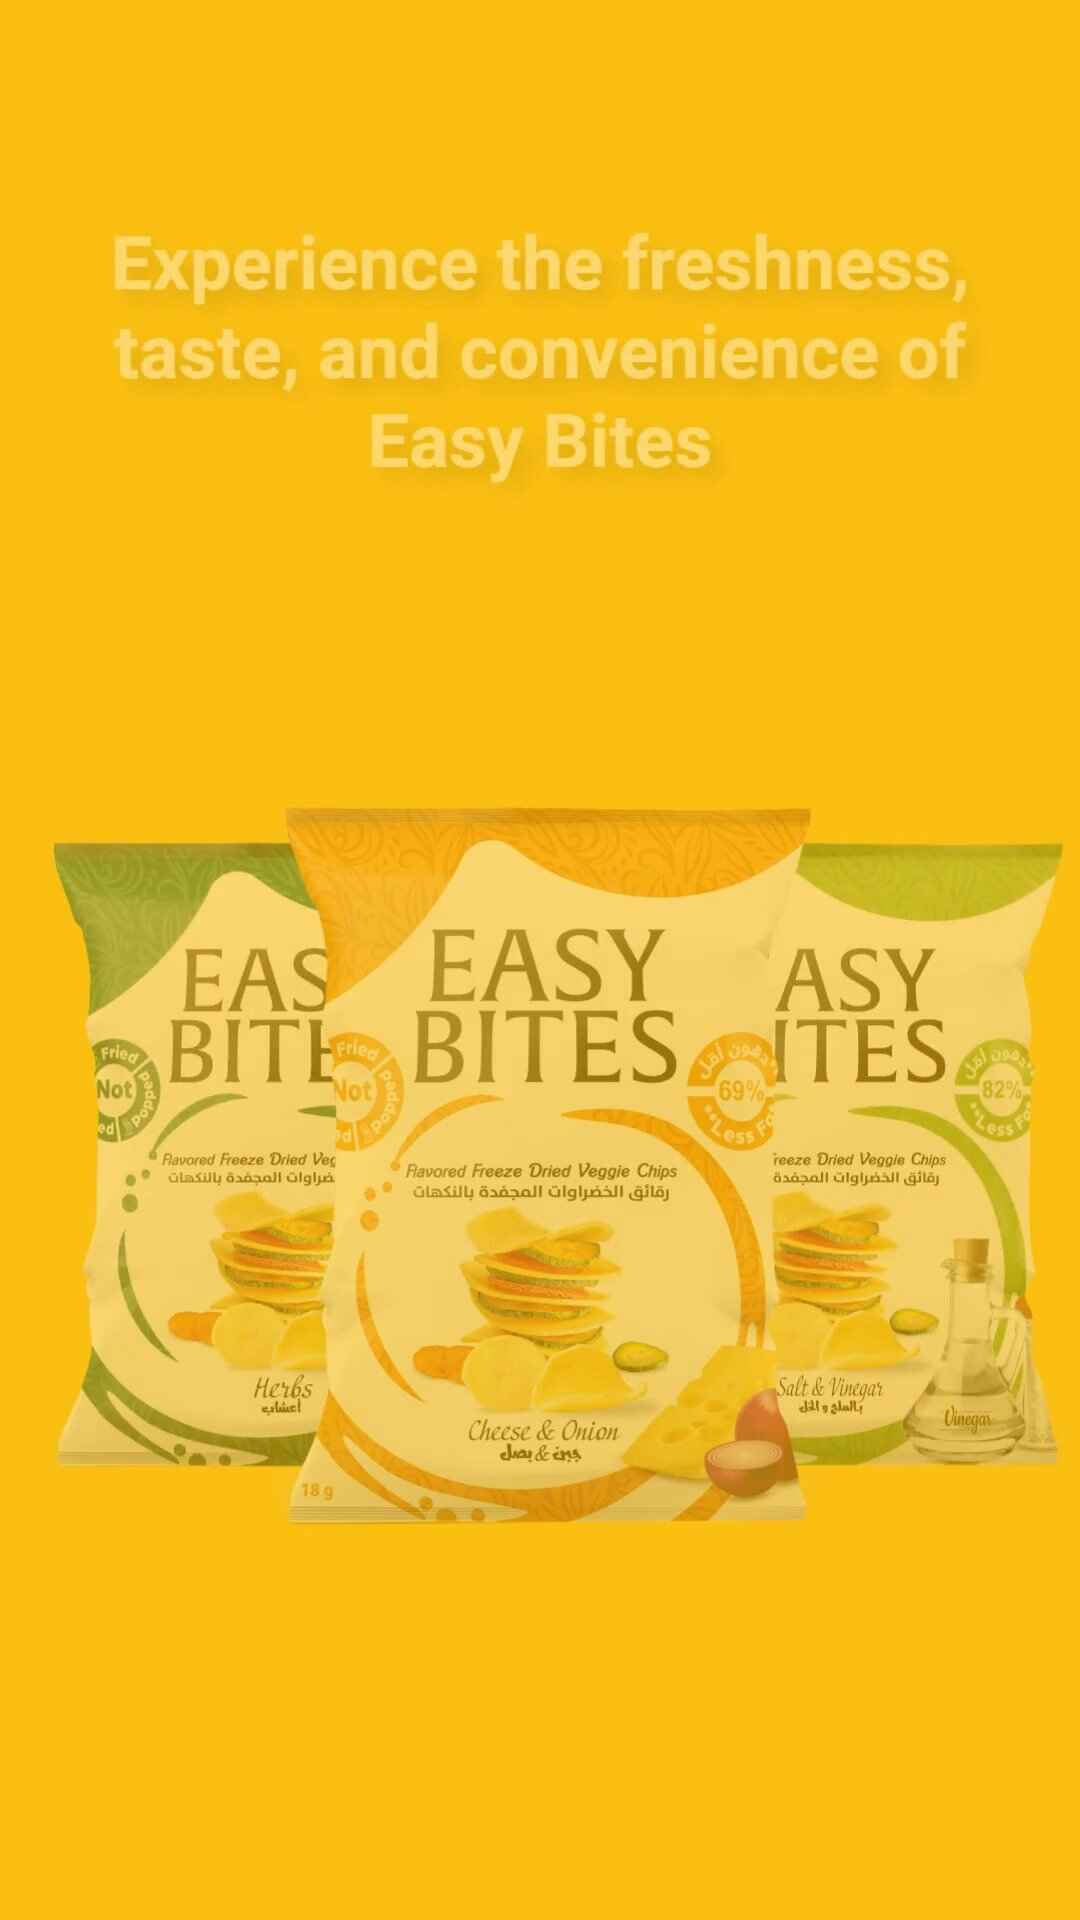 Experience the freshness,
taste, and convenience of
Easy Bites
EAS
BITE
Fried
Not
Popped
ed
Flavored Freeze Dried Veg
رقائق الخضراوات المجفدة بالنكهات
Herbs
أعشاب
EASY
BITES
Fried
Not
Popped
ed
دهون أقل
69%
**Less Fa
Flavored Freeze Dried Veggie Chips
رقائق الخضراوات المجفدة بالنكهات
Cheese & Onion
جبن & بصل
18 g
ASY
ITES
دهون أقل
82%
**Less Fa
reeze Dried Veggie Chips
رقائق الخضراوات المجفدة
Salt & Vinegar
بالملح و الخل
Vinegar